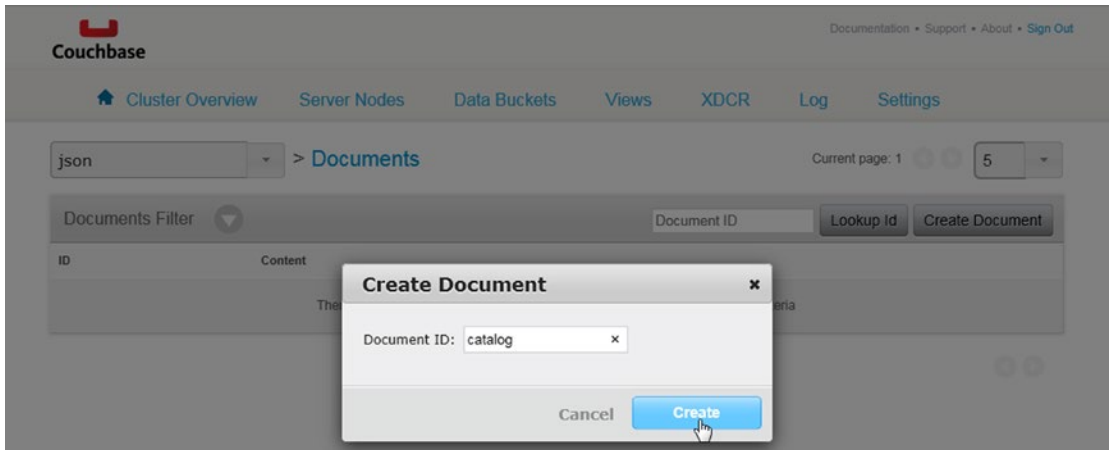 Couchbase
Documentation • Support • About • Sign Out
Cluster Overview Server Nodes Data Buckets Views XDCR Log Settings
json > Documents Current page: 1 5
Documents Filter Document ID Lookup Id Create Document
ID Content
Create Document
Document ID: catalog
Cancel Create